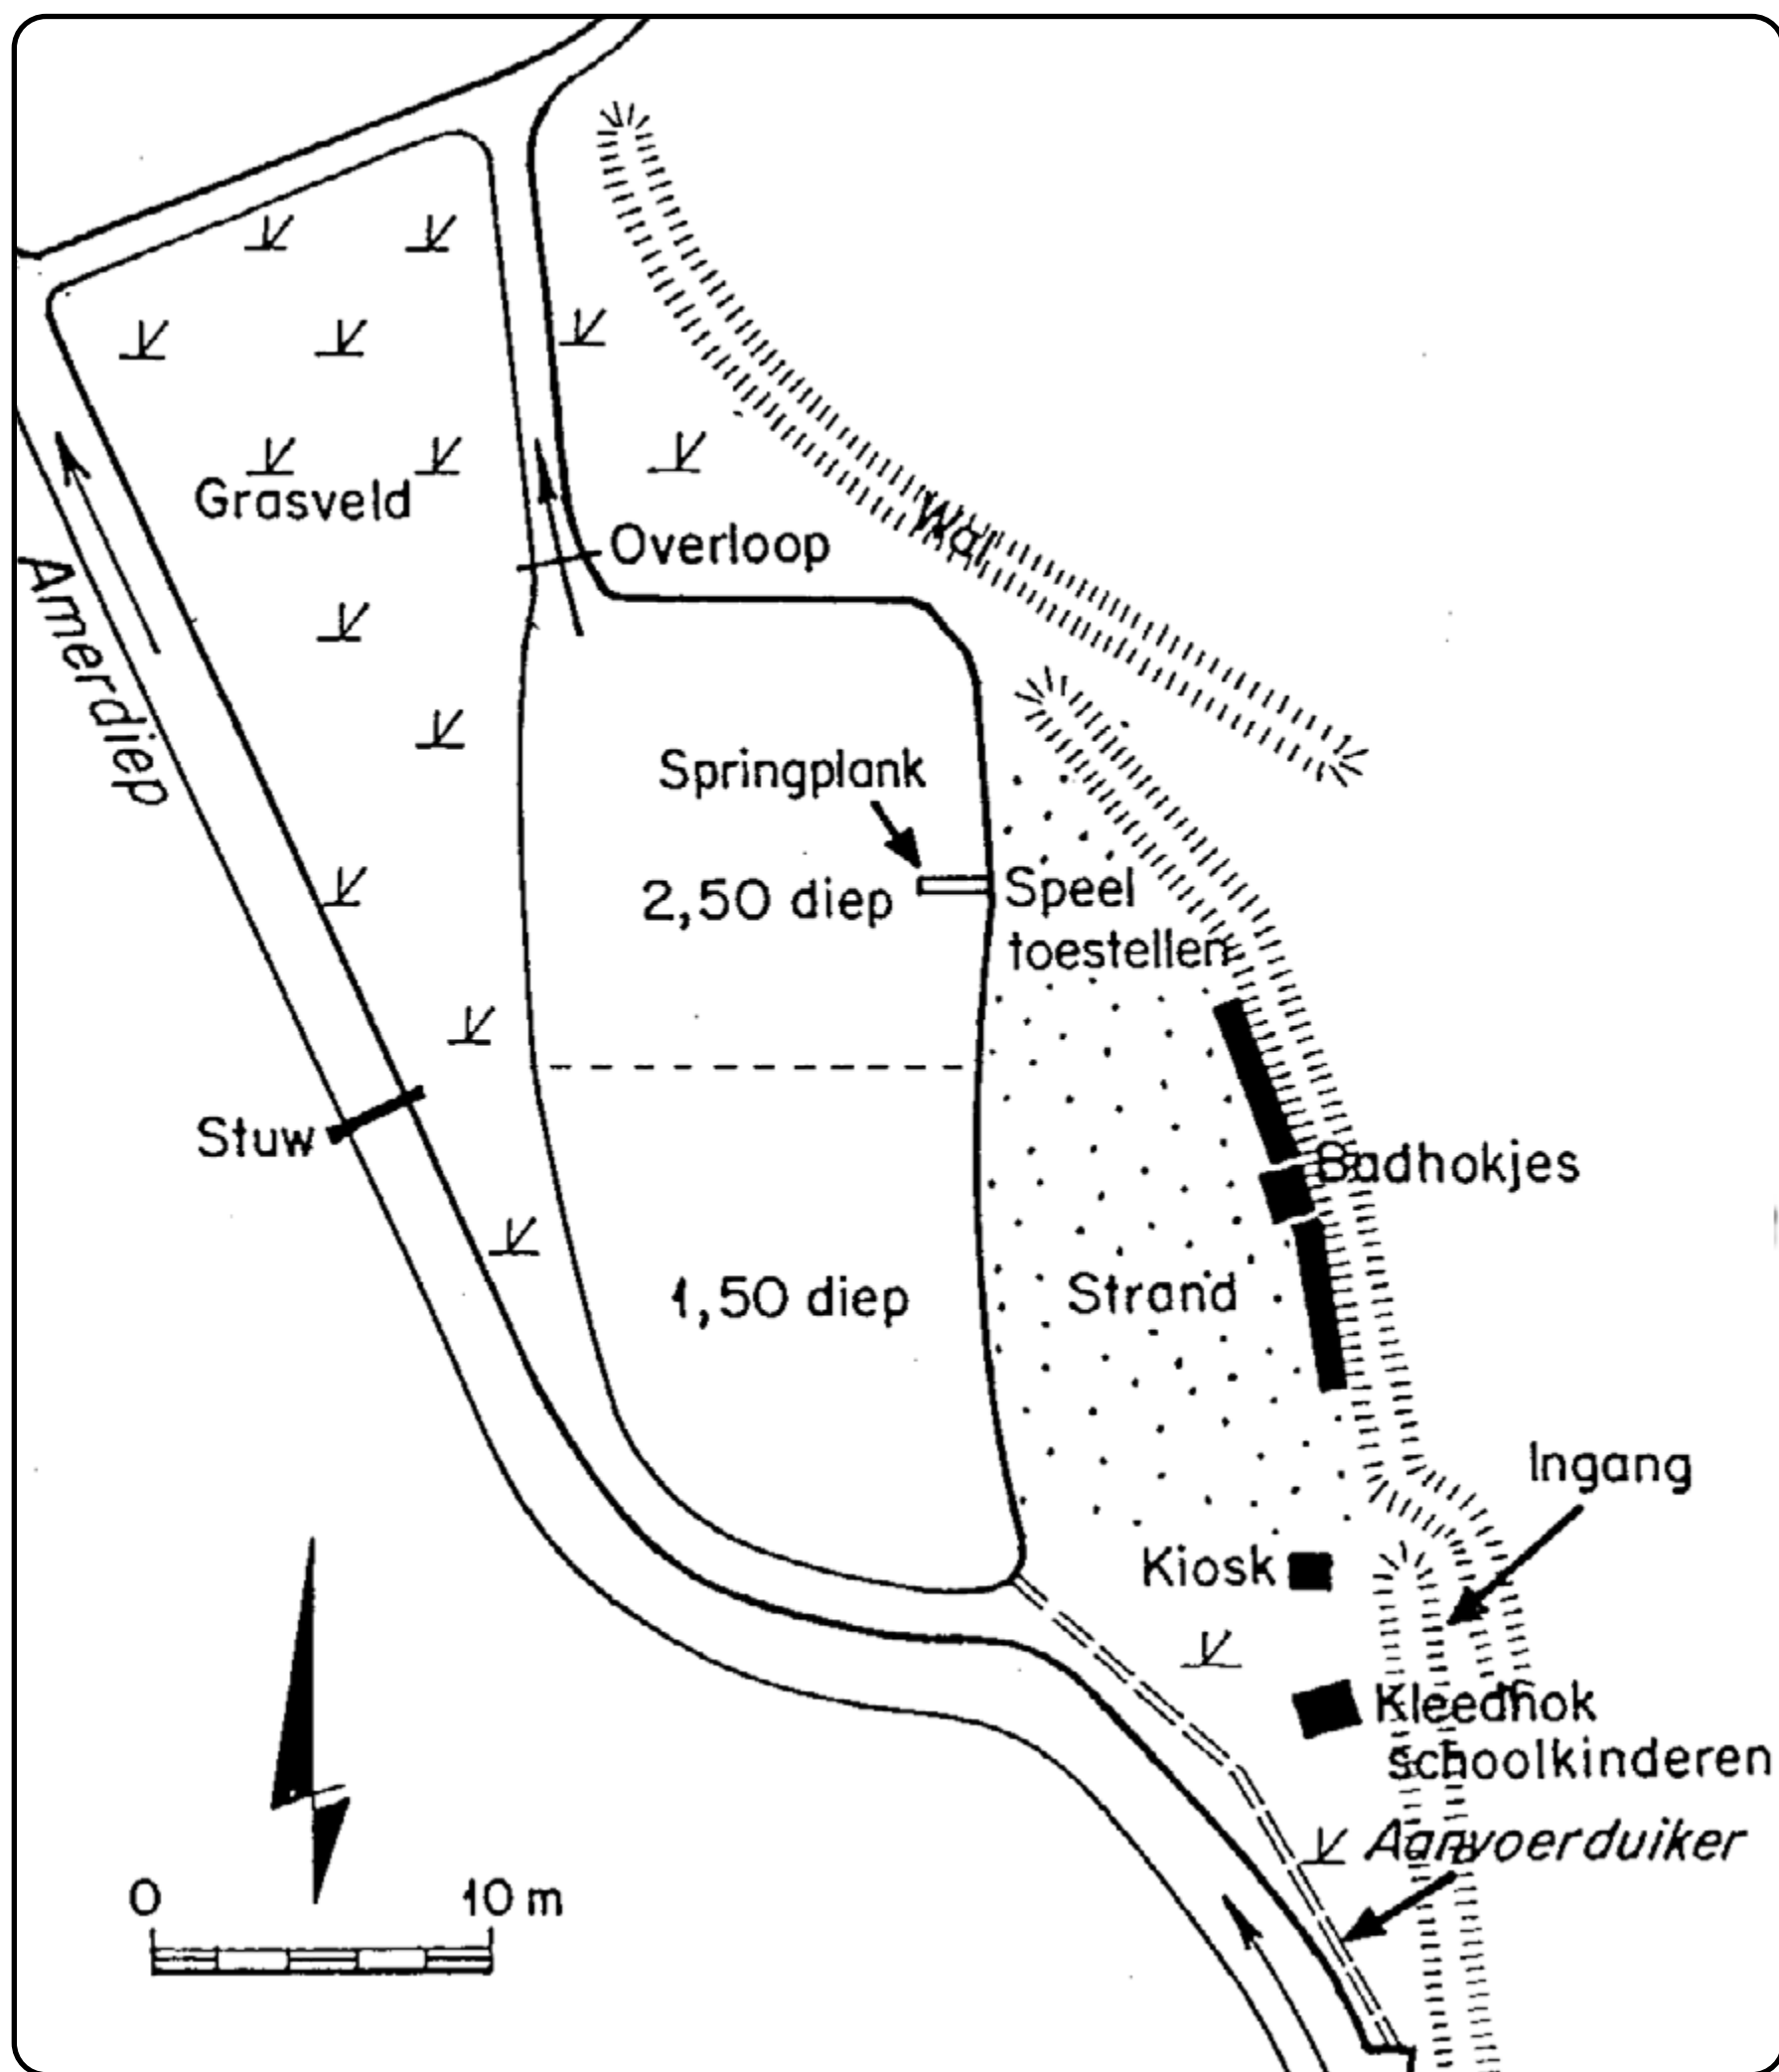 Grasveld
Overloop
Wal
Amerdiep
Springplank
2,50 diep
Speel
toestellen
Stuw
Badhokjes
1,50 diep
Strand
Ingang
Kiosk
Kleedhok
schoolkinderen
Aanvoerduiker
0 10 m